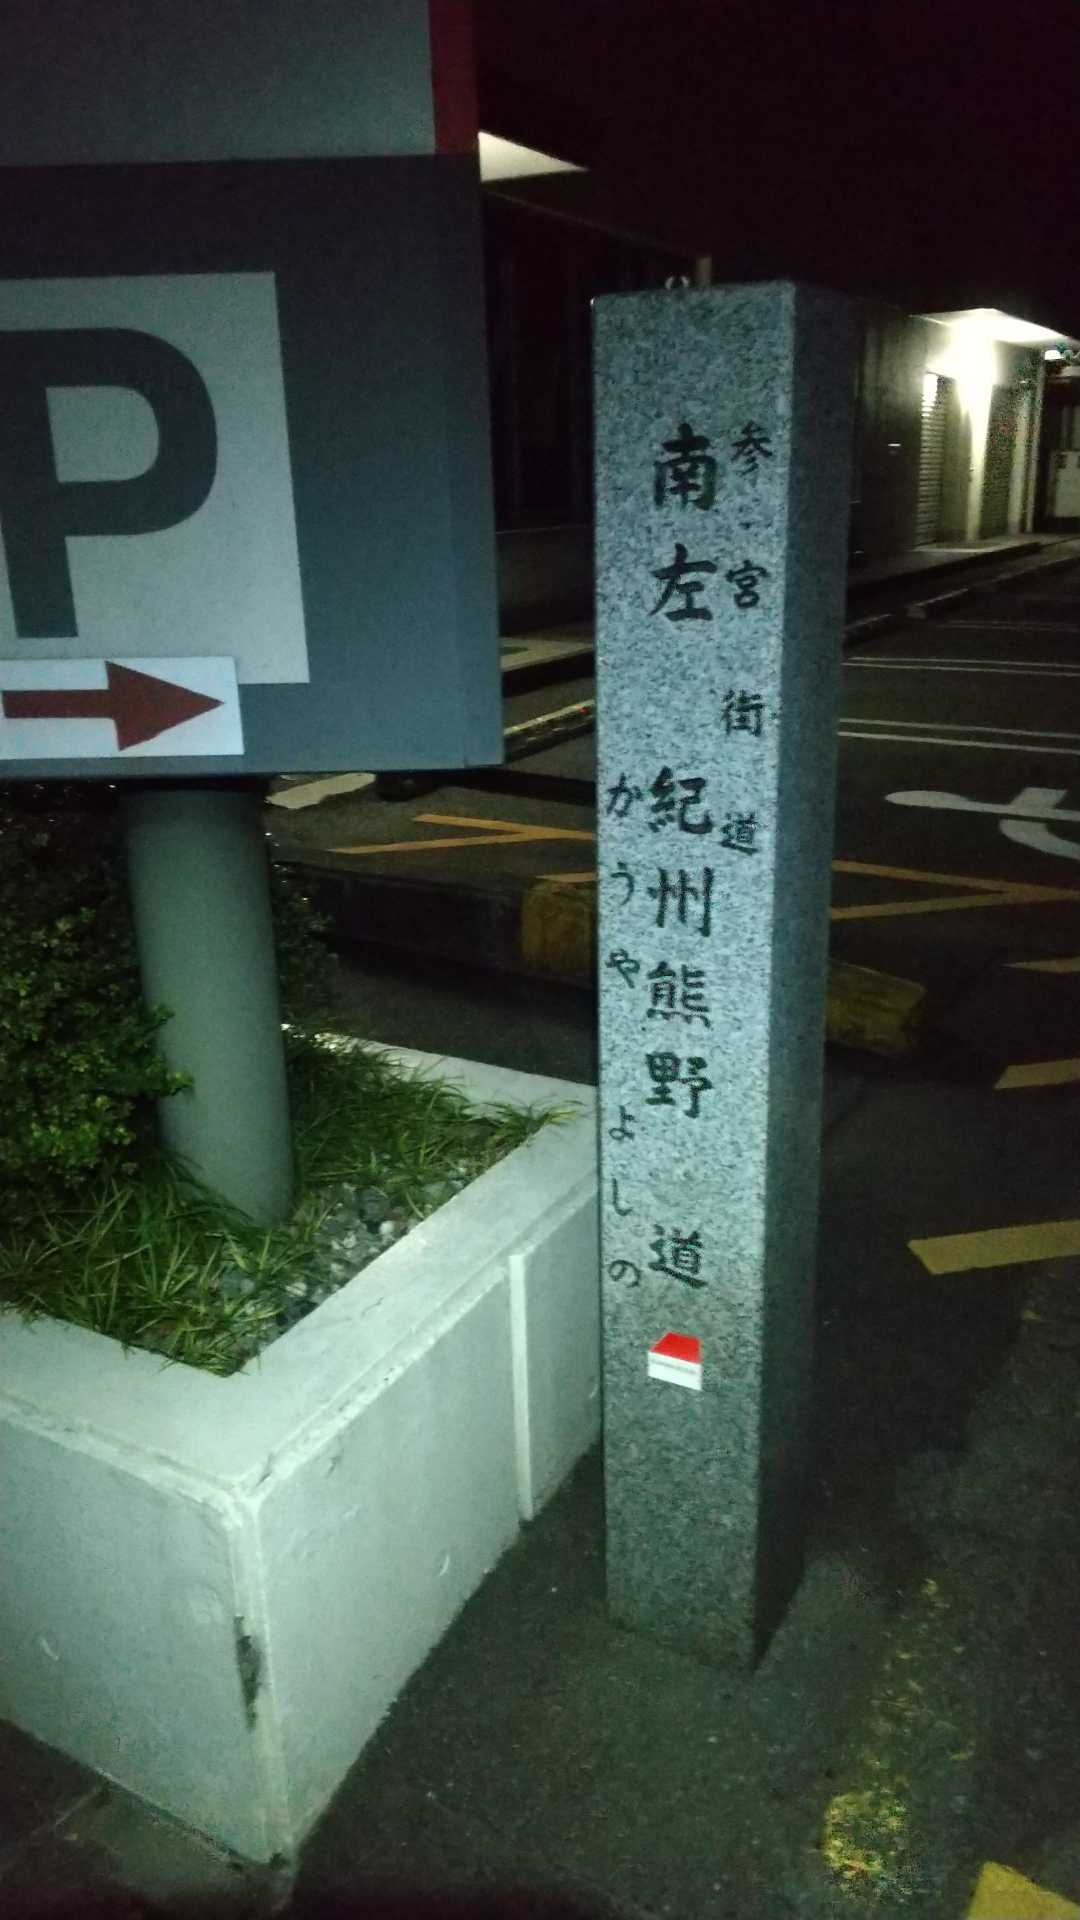 P
参宮街道
南左 紀州熊野道
かうや よしの